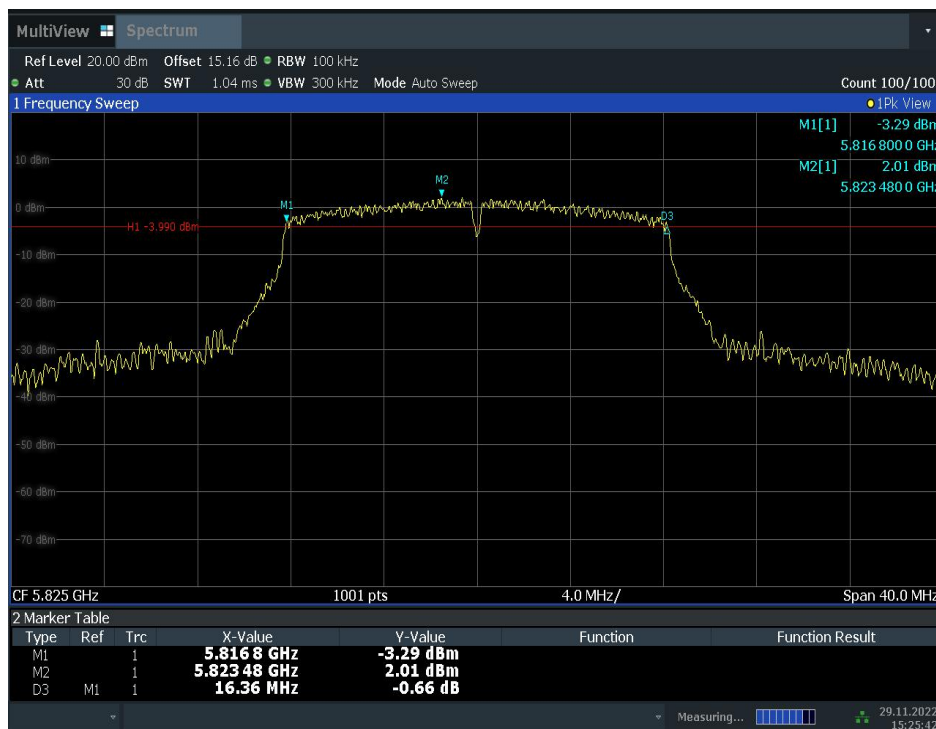 MultiView Spectrum
Ref Level 20.00 dBm Offset 15.16 dB RBW 100 kHz
Att 30 dB SWT 1.04 ms VBW 300 kHz Mode Auto Sweep Count 100/100
1 Frequency Sweep 1Pk View
M1[1] -3.29 dBm
5.816 800 0 GHz
M2[1] 2.01 dBm
5.823 480 0 GHz
10 dBm
M2
M1
0 dBm
D3
H1 -3.990 dBm
-10 dBm
-20 dBm
-30 dBm
-40 dBm
-50 dBm
-60 dBm
-70 dBm
CF 5.825 GHz 1001 pts 4.0 MHz/ Span 40.0 MHz
2 Marker Table
Type Ref Trc X-Value Y-Value Function Function Result
M1 1 5.816 8 GHz -3.29 dBm
M2 1 5.823 48 GHz 2.01 dBm
D3 M1 1 16.36 MHz -0.66 dB
Measuring... 29.11.2022
15:25:42